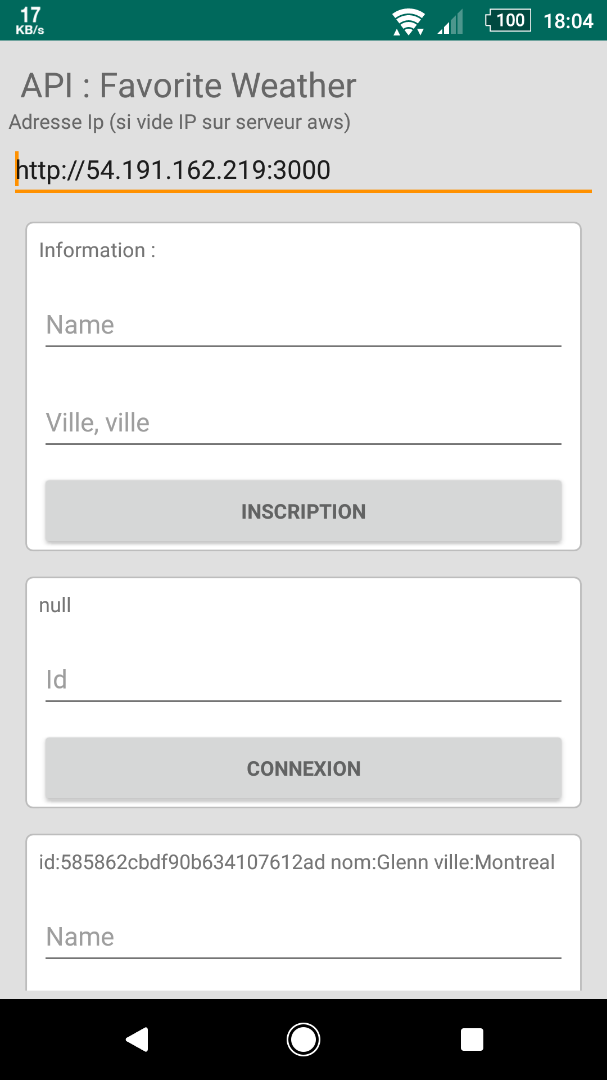 17
KB/s
100
18:04
API : Favorite Weather
Adresse Ip (si vide IP sur serveur aws)
http://54.191.162.219:3000
Information :
Name
Ville, ville
INSCRIPTION
null
Id
CONNEXION
id:585862cbdf90b634107612ad nom:Glenn ville:Montreal
Name